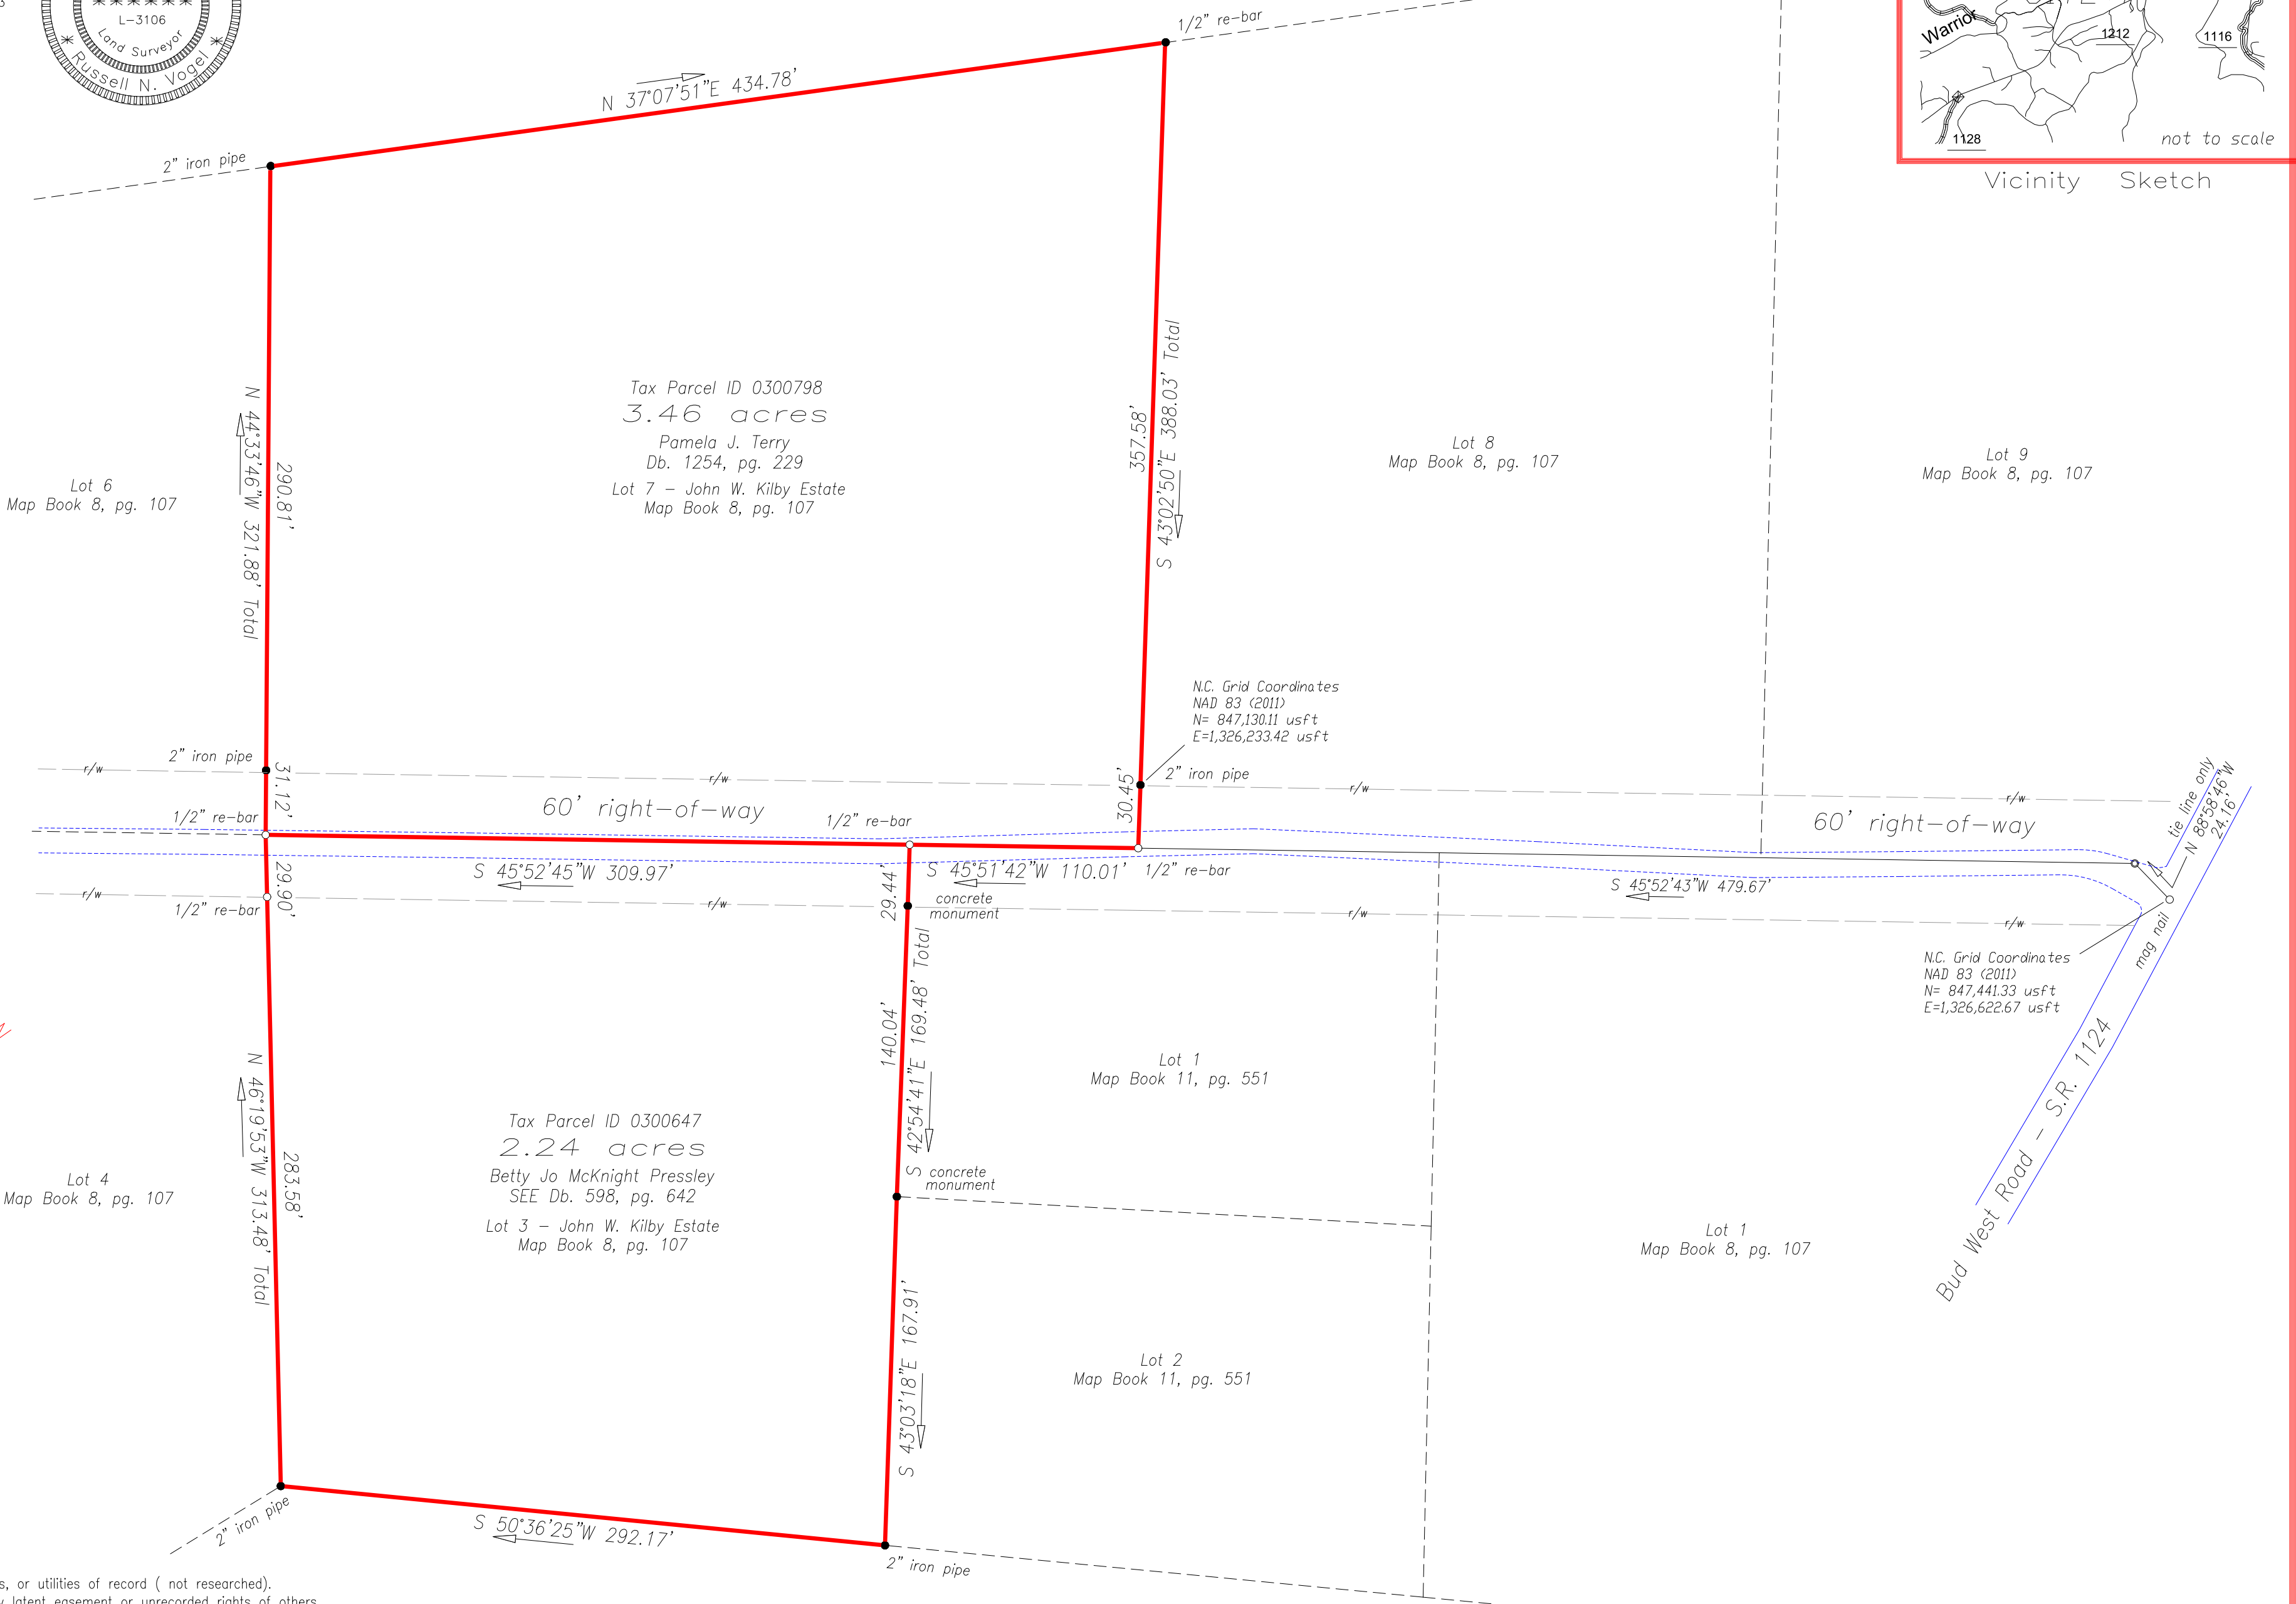 L-3106
Land Surveyor
Russell N. Vogel
1/2" re-bar
N 37°07'51"E 434.78'
2" iron pipe
Warrior
1212
1116
1128
not to scale
Vicinity Sketch
N 44°33'46"W 321.88' Total
290.81'
Tax Parcel ID 0300798
3.46 acres
Pamela J. Terry
Db. 1254, pg. 229
Lot 7 - John W. Kilby Estate
Map Book 8, pg. 107
357.58'
S 43°02'50"E 388.03' Total
Lot 6
Map Book 8, pg. 107
Lot 8
Map Book 8, pg. 107
Lot 9
Map Book 8, pg. 107
N.C. Grid Coordinates
NAD 83 (2011)
N= 847,130.11 usft
E=1,326,233.42 usft
2" iron pipe
r/w
31.12'
r/w
30.45'
2" iron pipe
r/w
r/w
tie line only
N 88°58'46"W
24.16'
1/2" re-bar
60' right-of-way
1/2" re-bar
60' right-of-way
S 45°52'45"W 309.97'
S 45°51'42"W 110.01'
1/2" re-bar
S 45°52'43"W 479.67'
r/w
29.90'
1/2" re-bar
r/w
29.44'
concrete
monument
r/w
r/w
mag nail
N.C. Grid Coordinates
NAD 83 (2011)
N= 847,441.33 usft
E=1,326,622.67 usft
140.04'
S 42°54'41"E 169.48' Total
Lot 1
Map Book 11, pg. 551
N 46°19'53"W 313.48' Total
283.58'
Tax Parcel ID 0300647
2.24 acres
Betty Jo McKnight Pressley
SEE Db. 598, pg. 642
Lot 3 - John W. Kilby Estate
Map Book 8, pg. 107
concrete
monument
Lot 4
Map Book 8, pg. 107
Lot 1
Map Book 8, pg. 107
Bud West Road - S.R. 1124
S 43°03'18"E 167.91'
Lot 2
Map Book 11, pg. 551
2" iron pipe
S 50°36'25"W 292.17'
2" iron pipe
or utilities of record ( not researched).
latent easement or unrecorded rights of others